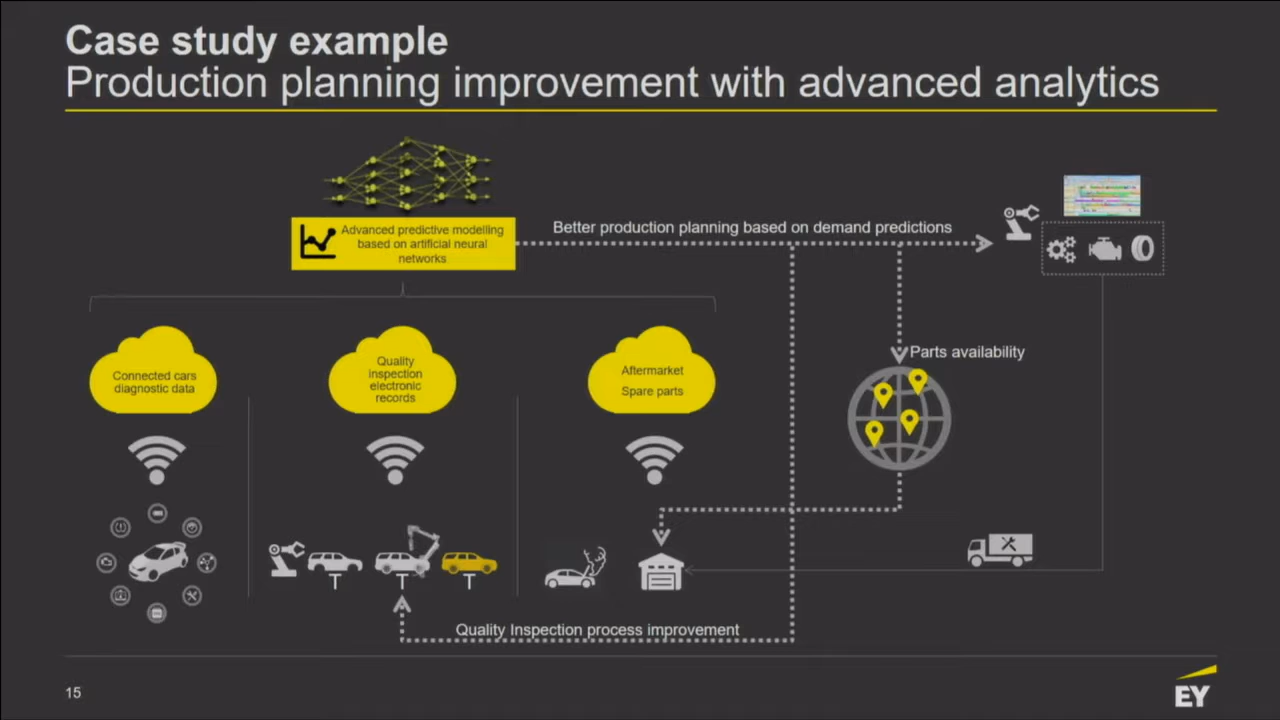 Case study example
Production planning improvement with advanced analytics
Advanced predictive modelling
based on artificial neural
networks
Better production planning based on demand predictions
Connected cars
diagnostic data
Quality
inspection
electronic
records
Aftermarket
Spare parts
Parts availability
Quality Inspection process improvement
15
EY